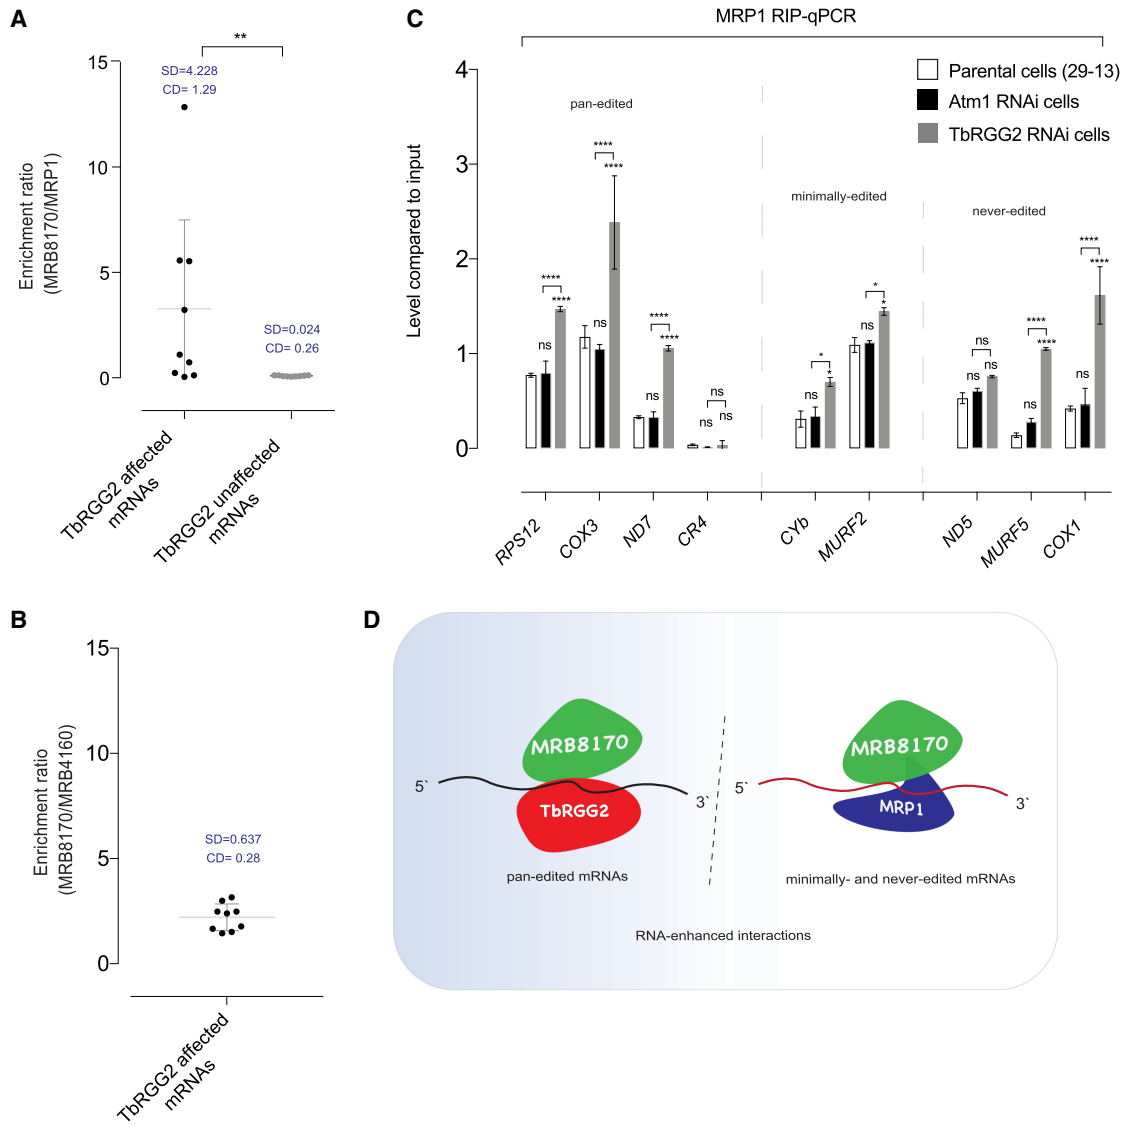 A
**
15
SD=4.228
CD= 1.29
10
5
0
SD=0.024
CD= 0.26
Enrichment ratio
(MRB8170/MRP1)
TbRGG2 affected
mRNAs
TbRGG2 unaffected
mRNAs
B
15
10
5
0
SD=0.637
CD= 0.28
Enrichment ratio
(MRB8170/MRB4160)
TbRGG2 affected
mRNAs
C
MRP1 RIP-qPCR
Parental cells (29-13)
Atm1 RNAi cells
TbRGG2 RNAi cells
Level compared to input
4
3
2
1
0
pan-edited
minimally-edited
never-edited
ns
****
****
ns
****
****
ns
****
****
ns
ns
ns
ns
*
*
ns
*
*
ns
ns
ns
ns
****
****
ns
****
****
RPS12
COX3
ND7
CR4
CYb
MURF2
ND5
MURF5
COX1
D
MRB8170
5`
3`
TbRGG2
pan-edited mRNAs
MRB8170
5`
3`
MRP1
minimally- and never-edited mRNAs
RNA-enhanced interactions